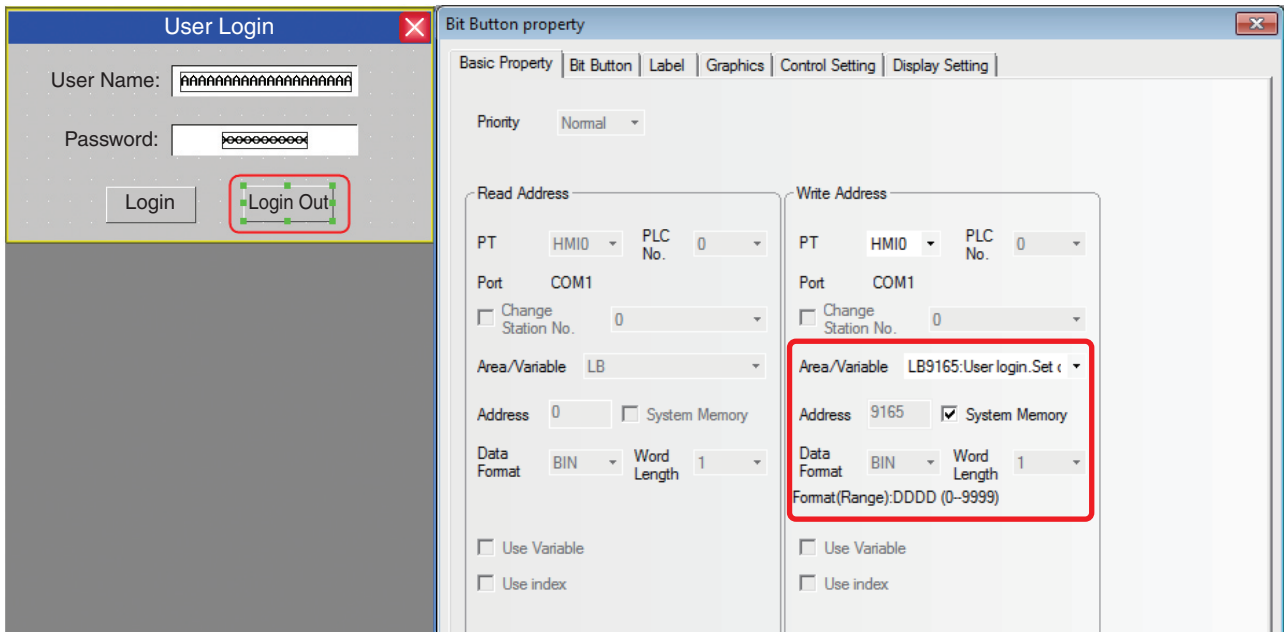 User Login
User Name: AAAAAAAAAAAAAAAAAAAA
Password:
Login Login Out
Bit Button property
Basic Property Bit Button Label Graphics Control Setting Display Setting
Priority Normal
Read Address
PT HMI0 PLC No. 0
Port COM1
Change Station No. 0
Area/Variable LB
Address 0 System Memory
Data Format BIN Word Length 1
Use Variable
Use index
Write Address
PT HMI0 PLC No. 0
Port COM1
Change Station No. 0
Area/Variable LB9165:User login.Set
Address 9165 System Memory
Data Format BIN Word Length 1
Format(Range):DDDD (0--9999)
Use Variable
Use index